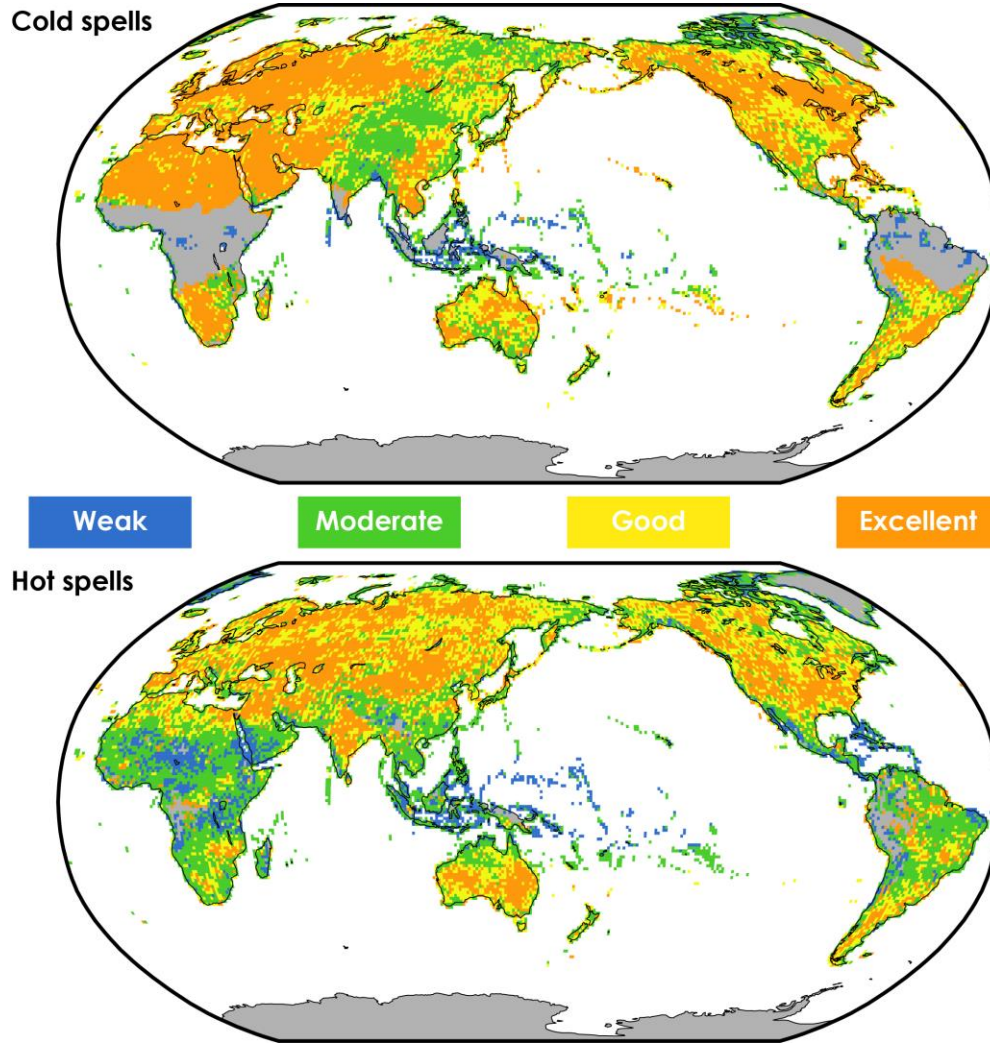 Cold spells
Weak
Moderate
Good
Excellent
Hot spells